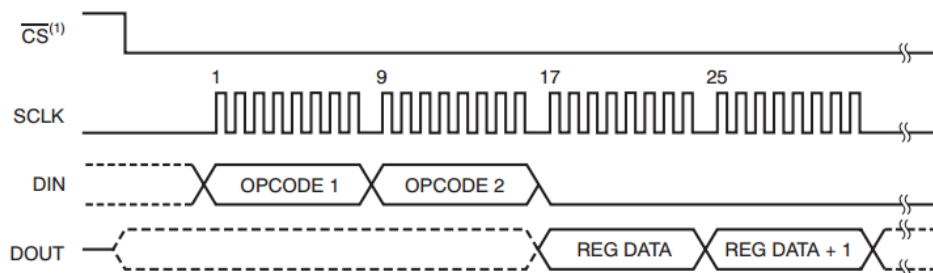 CS(1)
1 9 17 25
SCLK
DIN OPCODE 1 OPCODE 2
DOUT REG DATA REG DATA + 1